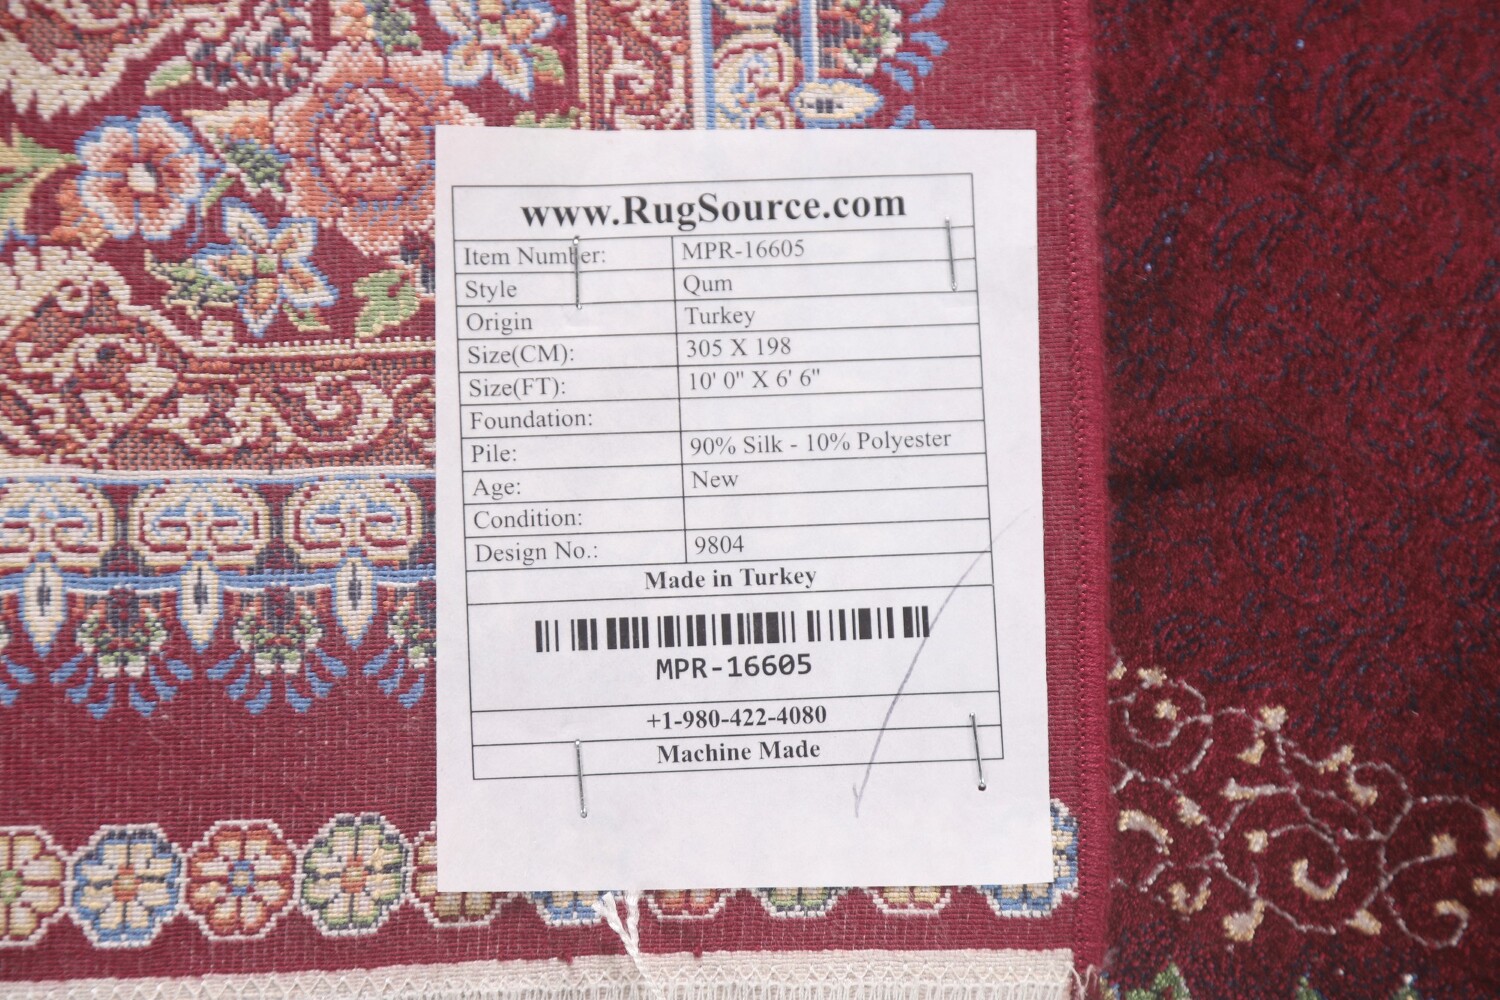 www.RugSource.com
Item Number: MPR-16605
Style Qum
Origin Turkey
Size(CM): 305 X 198
Size(FT): 10' 0" X 6' 6"
Foundation:
Pile: 90% Silk - 10% Polyester
Age: New
Condition:
Design No.: 9804
Made in Turkey
MPR-16605
+1-980-422-4080
Machine Made